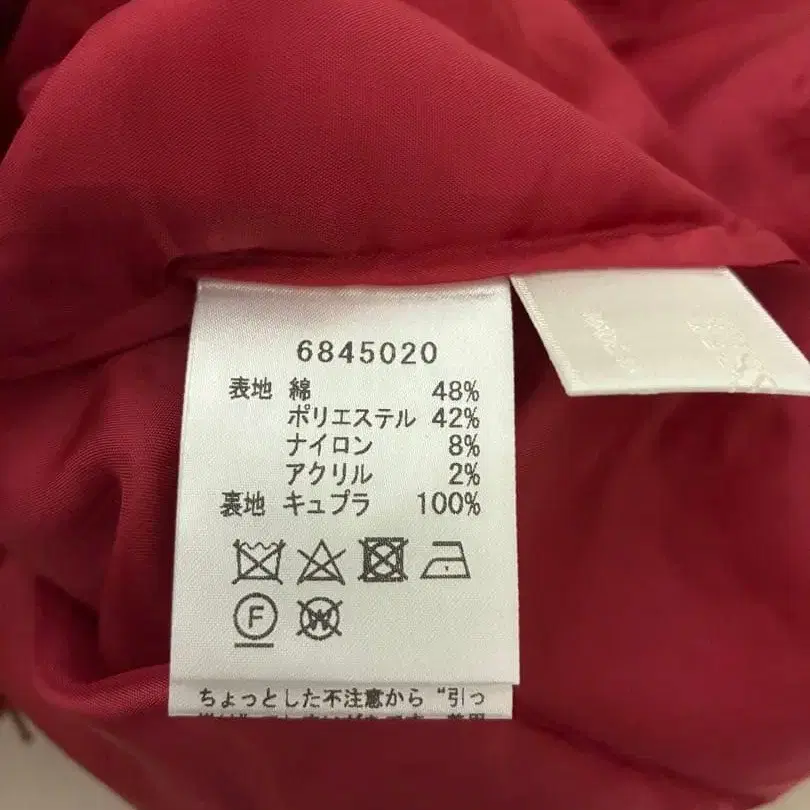 6845020
表地 綿 48%
ポリエステル 42%
ナイロン 8%
アクリル 2%
裏地 キュプラ 100%
F
W
ちょっとした不注意から“引っ